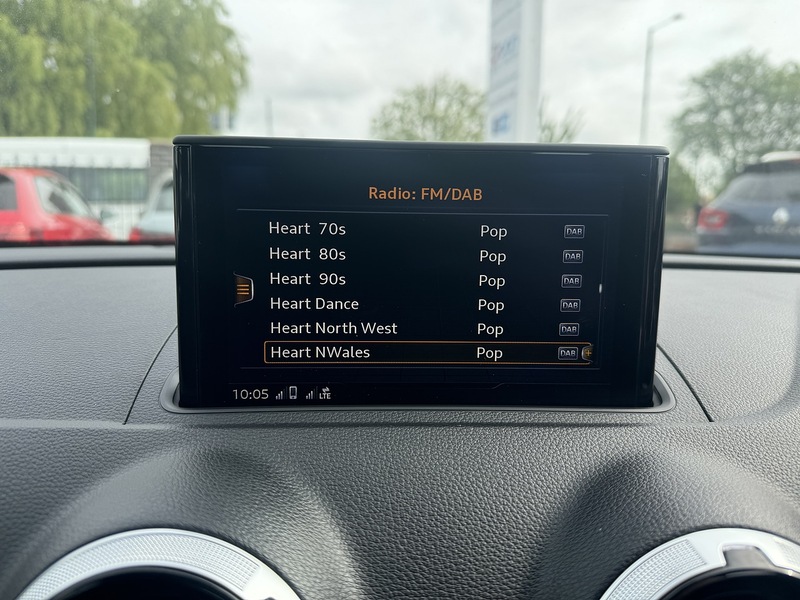 Radio: FM/DAB
Heart 70s Pop DAB
Heart 80s Pop DAB
Heart 90s Pop DAB
Heart Dance Pop DAB
Heart North West Pop DAB
Heart NWales Pop DAB
10:05 LTE